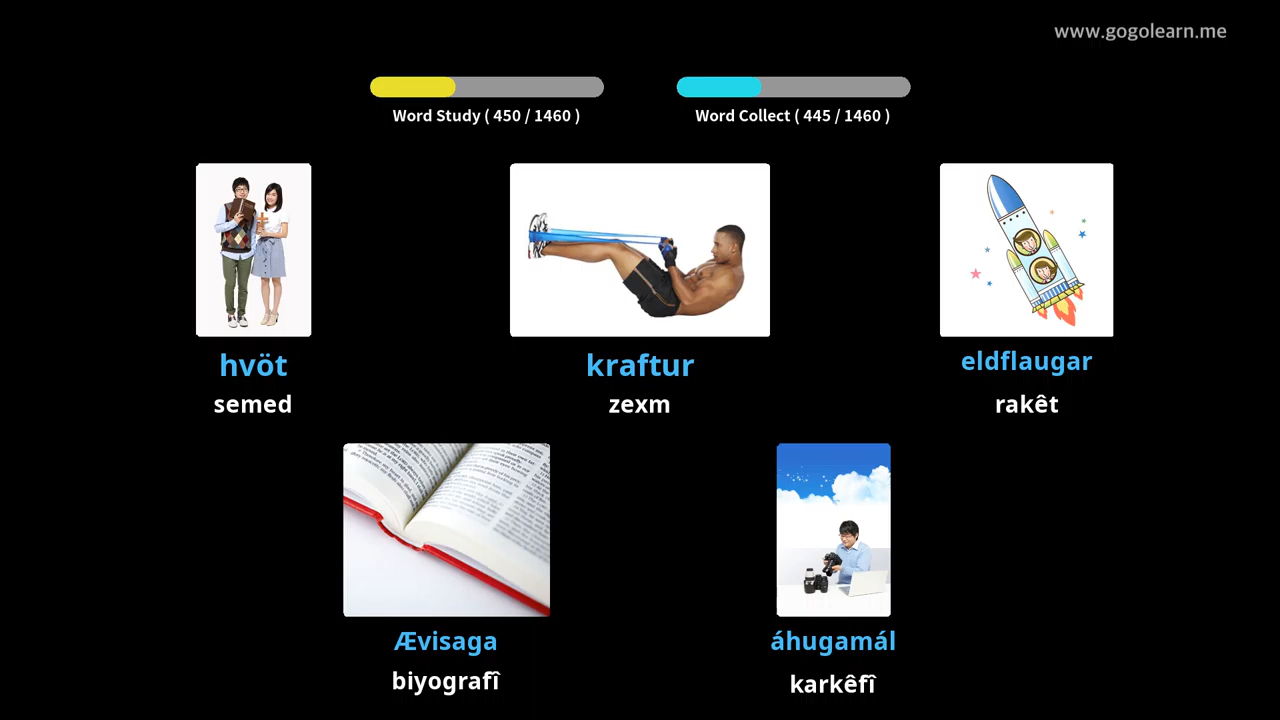 www.gogolearn.me
Word Study ( 450 / 1460 )
Word Collect ( 445 / 1460 )
hvöt
semed
kraftur
zexm
eldflaugar
rakêt
Ævisaga
biyografî
áhugamál
karkêfî